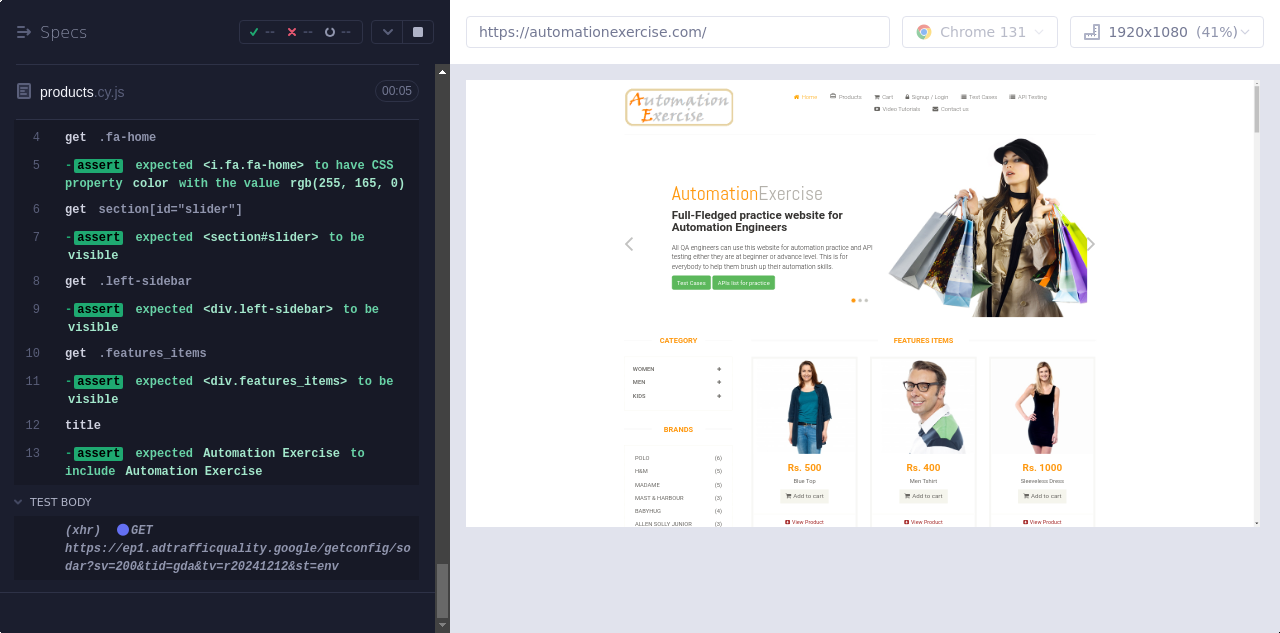 Specs
--
--
--
products.cy.js
00:05
4 get .fa-home
5 -assert expected <i.fa.fa-home> to have CSS
property color with the value rgb(255, 165, 0)
6 get section[id="slider"]
7 -assert expected <section#slider> to be
visible
8 get .left-sidebar
9 -assert expected <div.left-sidebar> to be
visible
10 get .features_items
11 -assert expected <div.features_items> to be
visible
12 title
13 -assert expected Automation Exercise to
include Automation Exercise
TEST BODY
(xhr) GET
https://ep1.adtrafficquality.google/getconfig/so
dar?sv=200&tid=gda&tv=r20241212&st=env
https://automationexercise.com/
Chrome 131
1920x1080 (41%)
Automation
Exercise
Home Products Cart Signup / Login Test Cases API Testing
Video Tutorials Contact us
AutomationExercise
Full-Fledged practice website for
Automation Engineers
All QA engineers can use this website for automation practice and API
testing either they are at beginner or advance level. This is for
everybody to help them brush up their automation skills.
Test Cases APIs list for practice
CATEGORY
WOMEN +
MEN +
KIDS +
BRANDS
POLO (6)
H&M (5)
MADAME (5)
MAST & HARBOUR (3)
BABYHUG (4)
ALLEN SOLLY JUNIOR (3)
FEATURES ITEMS
Rs. 500 Rs. 400 Rs. 1000
Blue Top Men Tshirt Sleeveless Dress
Add to cart Add to cart Add to cart
View Product View Product View Product